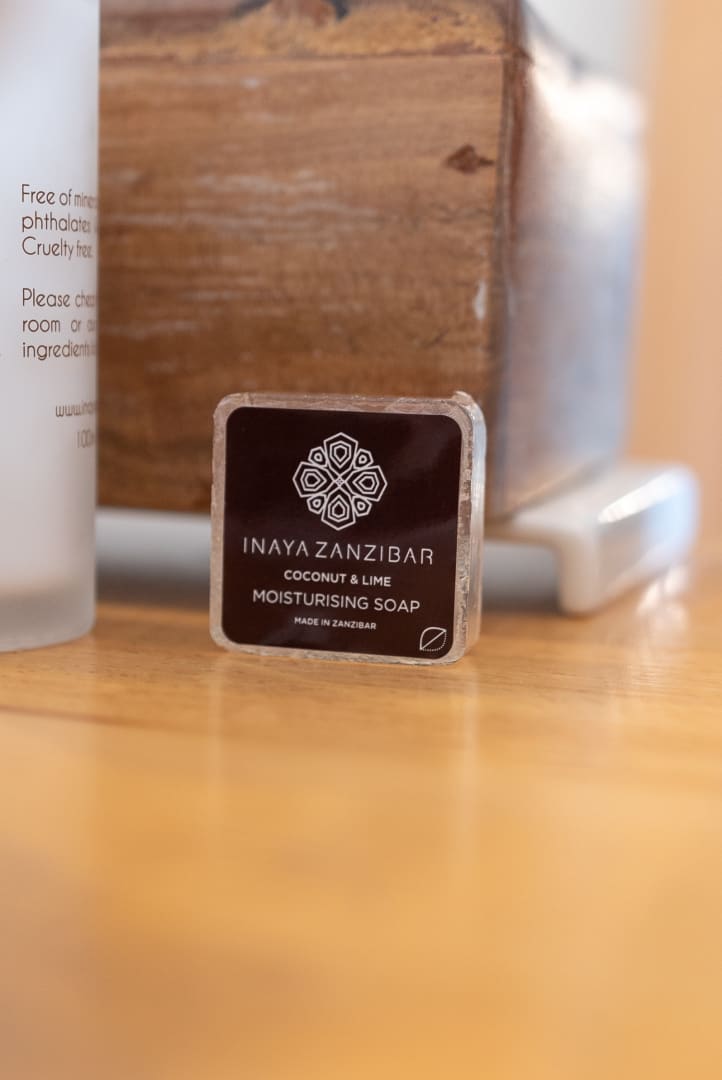 Free of
phthalates
Cruelty free.
Please
room or
ingredients
INAYA ZANZIBAR
COCONUT & LIME
MOISTURISING SOAP
MADE IN ZANZIBAR